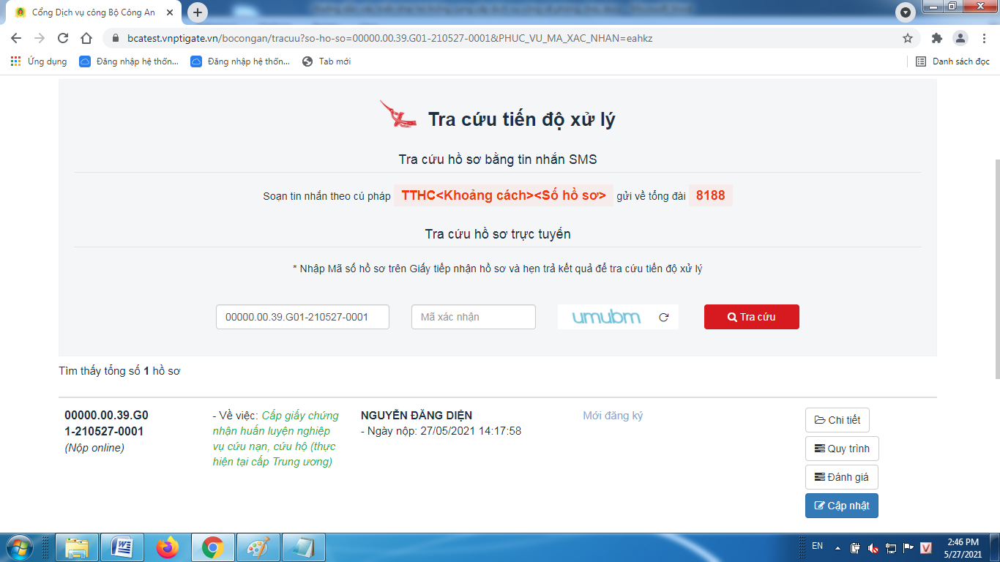 Cổng Dịch vụ công Bộ Công An
bcatest.vnptigate.vn/bocongan/tracuu?so-ho-so=00000.00.39.G01-210527-0001&PHUC_VU_MA_XAC_NHAN=eahkz
Ứng dụng Đăng nhập hệ thốn... Đăng nhập hệ thốn... Tab mới Danh sách đọc
Tra cứu tiến độ xử lý
Tra cứu hồ sơ bằng tin nhắn SMS
Soạn tin nhắn theo cú pháp TTHC<Khoảng cách><Số hồ sơ> gửi về tổng đài 8188
Tra cứu hồ sơ trực tuyến
* Nhập Mã số hồ sơ trên Giấy tiếp nhận hồ sơ và hẹn trả kết quả để tra cứu tiến độ xử lý
00000.00.39.G01-210527-0001 Mã xác nhận umubm Tra cứu
Tìm thấy tổng số 1 hồ sơ
00000.00.39.G0
1-210527-0001
(Nộp online)
- Về việc: Cấp giấy chứng
nhận huấn luyện nghiệp
vụ cứu nạn, cứu hộ (thực
hiện tại cấp Trung ương)
NGUYỄN ĐĂNG DIỆN
- Ngày nộp: 27/05/2021 14:17:58
Mới đăng ký
Chi tiết
Quy trình
Đánh giá
Cập nhật
EN
2:46 PM
5/27/2021